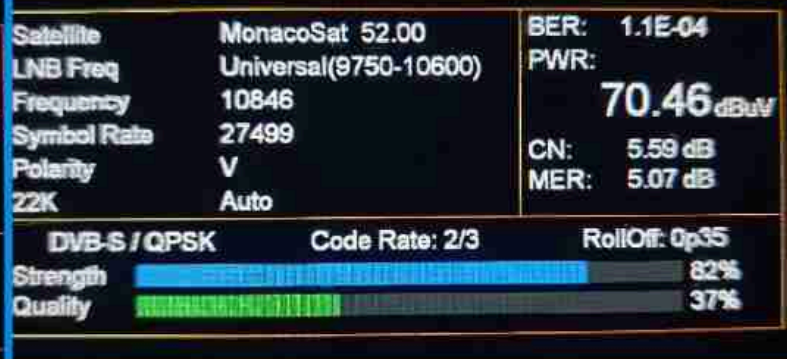 Satellite MonacoSat 52.00
LNB Freq Universal(9750-10600)
Frequency 10846
Symbol Rate 27499
Polarity V
22K Auto
BER: 1.1E-04
PWR:
70.46 dBuV
CN: 5.59 dB
MER: 5.07 dB
DVB-S / QPSK Code Rate: 2/3 RollOff: 0p35
Strength 82%
Quality 37%